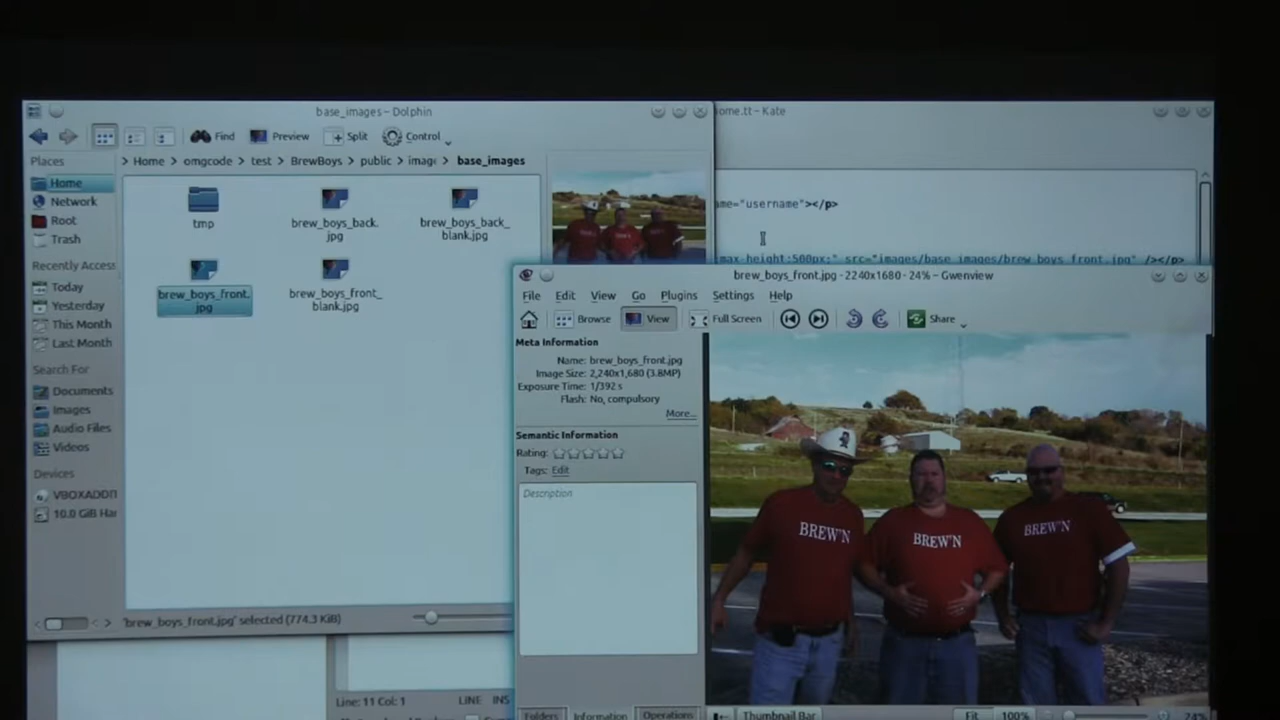 base_images – Dolphin
Find Preview Split Control
Places
> Home > omgcode > test > BrewBoys > public > imag > base_images
Home
Network
Root
Trash
Recently Access
Today
Yesterday
This Month
Last Month
Search For
Documents
Images
Audio Files
Videos
Devices
VBOXADDI
10.0 GiB Har
tmp
brew_boys_back.
jpg
brew_boys_back_
blank.jpg
brew_boys_front.
jpg
brew_boys_front_
blank.jpg
'brew_boys_front.jpg' selected (774.3 KiB)
ome.tt – Kate
ame="username"></p>
max height:500px;" src="images/base_images/brew_boys_front.jpg" /></p>
brew_boys_front.jpg - 2240x1680 - 24% – Gwenview
File Edit View Go Plugins Settings Help
Browse View Full Screen Share
Meta Information
Name: brew_boys_front.jpg
Image Size: 2,240x1,680 (3.8MP)
Exposure Time: 1/392 s
Flash: No, compulsory
More...
Semantic Information
Rating:
Tags: Edit
Description
BREW'N
BREW'N
BREW'N
Line: 11 Col: 1 LINE INS
Folders Information Operations
Thumbnail Bar Fit 100% 24%